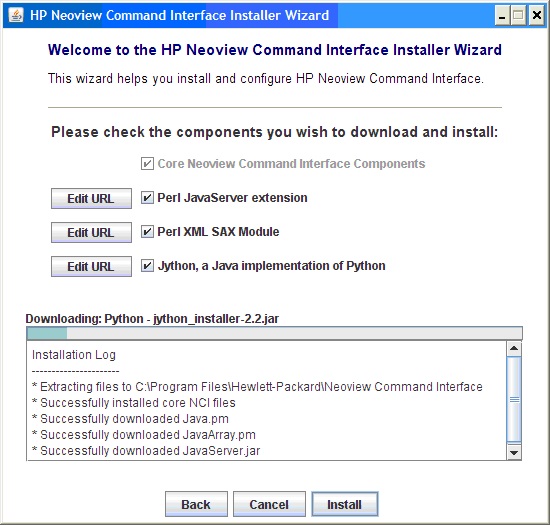 HP Neoview Command Interface Installer Wizard
Welcome to the HP Neoview Command Interface Installer Wizard
This wizard helps you install and configure HP Neoview Command Interface.
Please check the components you wish to download and install:
Core Neoview Command Interface Components
Edit URL Perl JavaServer extension
Edit URL Perl XML SAX Module
Edit URL Jython, a Java implementation of Python
Downloading: Python - jython_installer-2.2.jar
Installation Log
----------------------
* Extracting files to C:\Program Files\Hewlett-Packard\Neoview Command Interface
* Successfully installed core NCI files
* Successfully downloaded Java.pm
* Successfully downloaded JavaArray.pm
* Successfully downloaded JavaServer.jar
Back Cancel Install